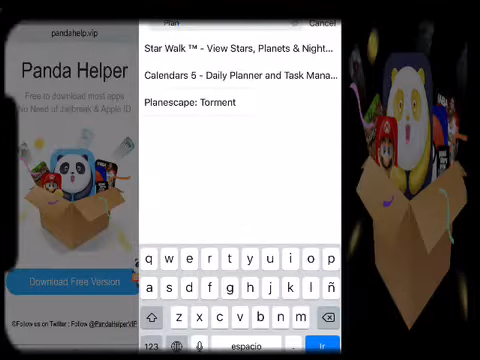 pandahelp.vip
Panda Helper
Free to download most apps
No Need of Jailbreak & Apple ID
Download Free Version
©Follow us on Twitter : Follow @PandaHelperVIP
Plan
Cancel
Star Walk ™ - View Stars, Planets & Night...
Calendars 5 - Daily Planner and Task Mana...
Planescape: Torment
q w e r t y u i o p
a s d f g h j k l ñ
z x c v b n m
123 espacio . Ir